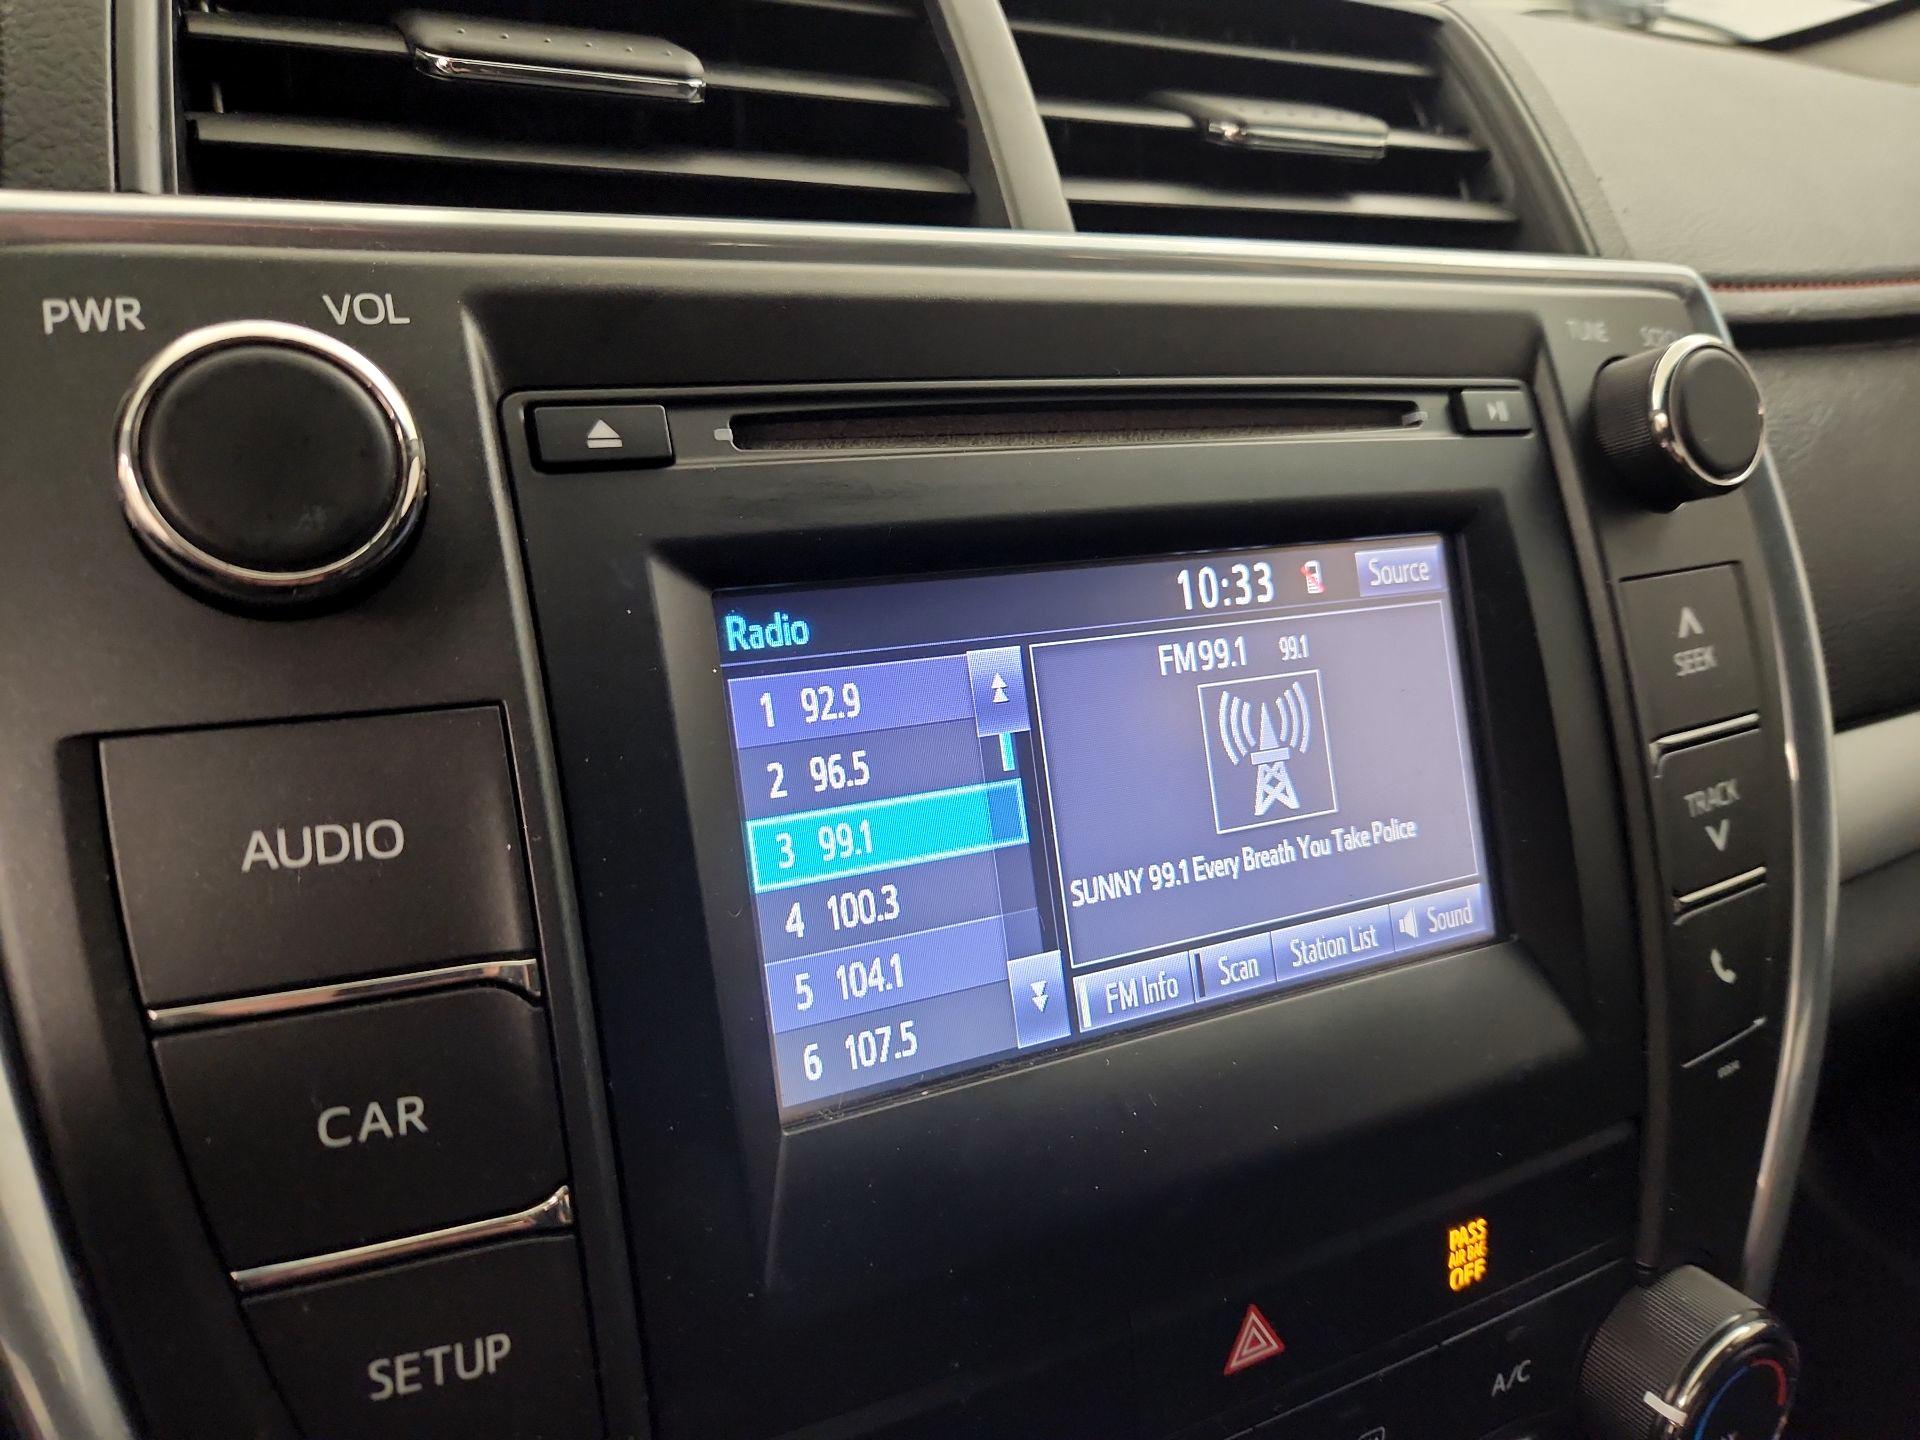 PWR VOL
TUNE
10:33 Source
Radio
FM99.1 99.1
1 92.9
2 96.5
3 99.1
4 100.3
5 104.1
6 107.5
SUNNY 99.1 Every Breath You Take Police
FM Info Scan Station List Sound
AUDIO
CAR
SETUP
SEEK
TRACK
PASS
AIR BAG
OFF
A/C